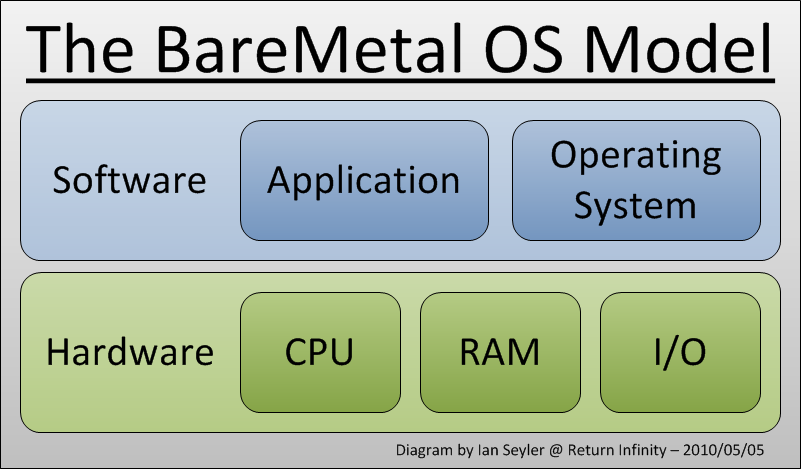 The BareMetal OS Model
Software
Application
Operating
System
Hardware
CPU
RAM
I/O
Diagram by Ian Seyler @ Return Infinity – 2010/05/05